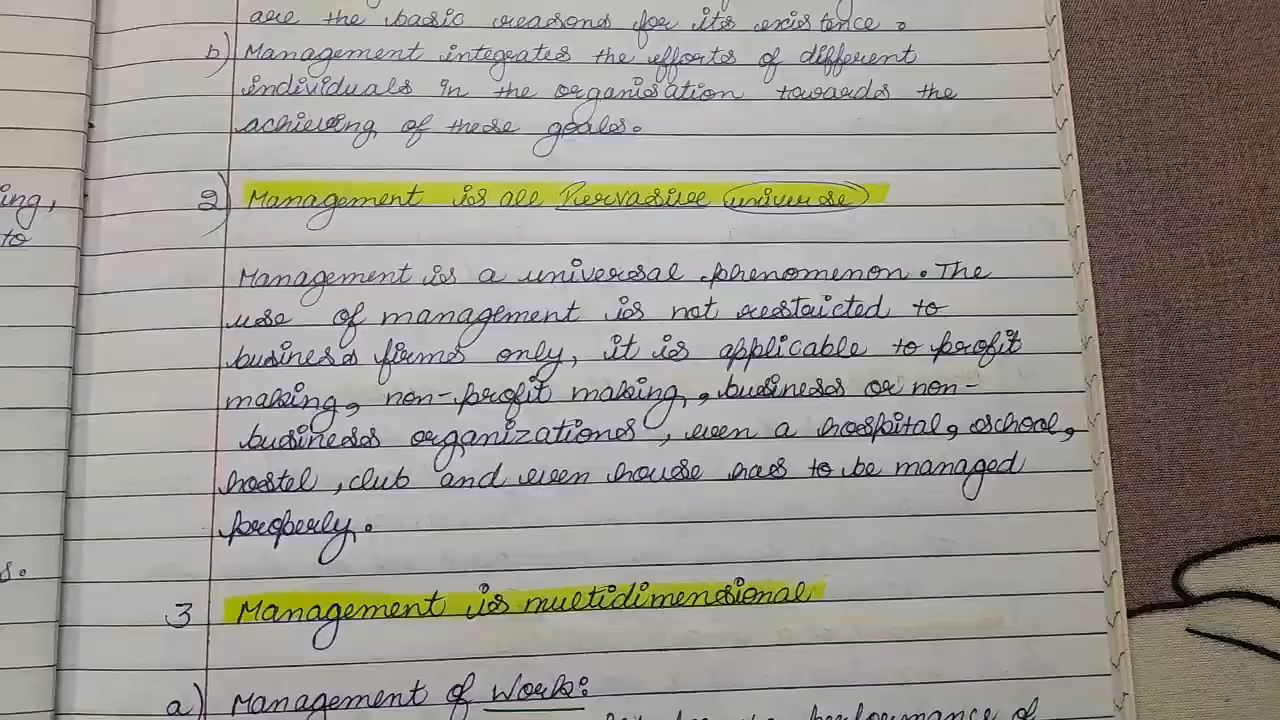 are the basic reasons for its existence.
b) Management integrates the efforts of different
individuals in the organisation towards the
achieving of these goals.
2) Management is all Pervasive (universe)
Management is a universal phenomenon. The
use of management is not restricted to
business firms only, it is applicable to profit
making, non-profit making, business or non-
business organizations, even a hospital, school,
hostel, club and even house has to be managed
properly.
3 Management is multidimensional
a) Management of Work:
performance of
ing,
to
s.